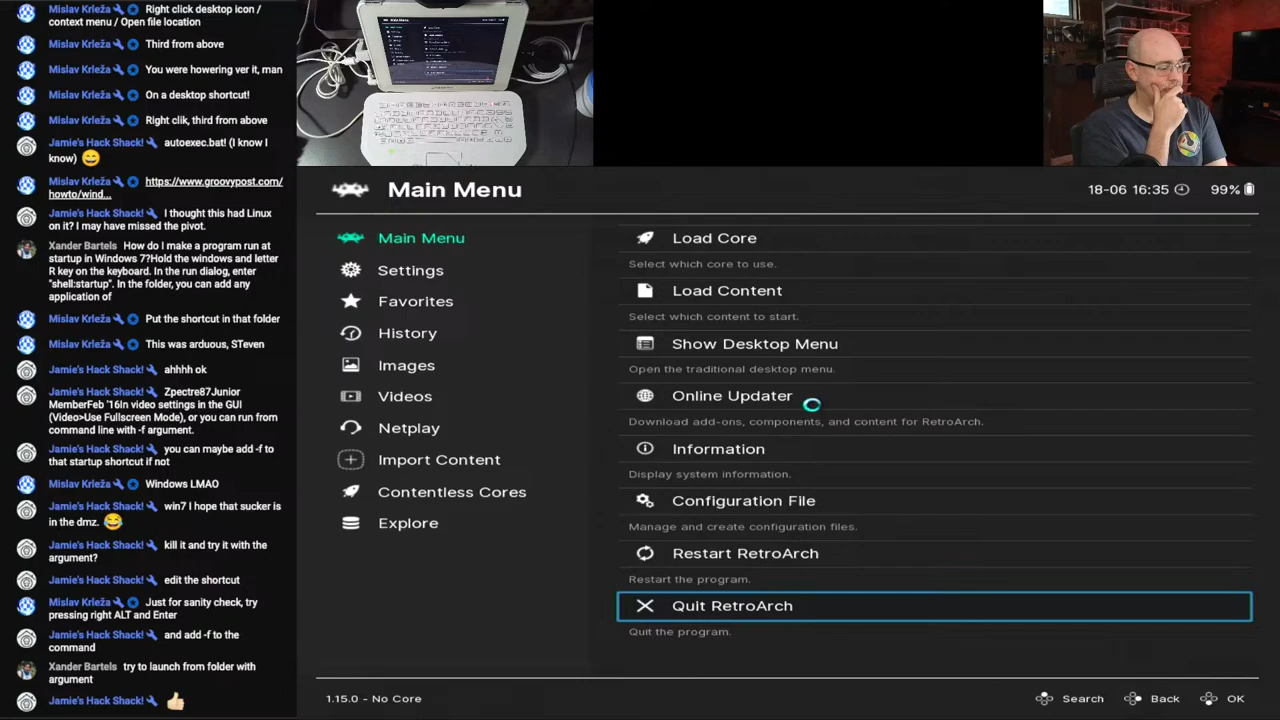 Mislav Krleža Right click desktop icon /
context menu / Open file location
Mislav Krleža Third from above
Mislav Krleža You were howering ver it, man
Mislav Krleža On a desktop shortcut!
Mislav Krleža Right clik, third from above
Jamie's Hack Shack! autoexec.bat! (I know I
know) 😄
Mislav Krleža https://www.groovypost.com/
howto/wind...
Jamie's Hack Shack! I thought this had Linux
on it? I may have missed the pivot.
Xander Bartels How do I make a program run at
startup in Windows 7?Hold the windows and letter
R key on the keyboard. In the run dialog, enter
"shell:startup". In the folder, you can add any
application of
Mislav Krleža Put the shortcut in that folder
Mislav Krleža This was arduous, STeven
Jamie's Hack Shack! ahhhh ok
Jamie's Hack Shack! Zpectre87Junior
MemberFeb '16In video settings in the GUI
(Video>Use Fullscreen Mode), or you can run from
command line with -f argument.
Jamie's Hack Shack! you can maybe add -f to
that startup shortcut if not
Mislav Krleža Windows LMAO
Jamie's Hack Shack! win7 I hope that sucker is
in the dmz. 😂
Jamie's Hack Shack! kill it and try it with the
argument?
Jamie's Hack Shack! edit the shortcut
Mislav Krleža Just for sanity check, try
pressing right ALT and Enter
Jamie's Hack Shack! and add -f to the
command
Xander Bartels try to launch from folder with
argument
Jamie's Hack Shack! 👍🏻
Main Menu
18-06 16:35 99%
Main Menu
Settings
Favorites
History
Images
Videos
Netplay
Import Content
Contentless Cores
Explore
Load Core
Select which core to use.
Load Content
Select which content to start.
Show Desktop Menu
Open the traditional desktop menu.
Online Updater
Download add-ons, components, and content for RetroArch.
Information
Display system information.
Configuration File
Manage and create configuration files.
Restart RetroArch
Restart the program.
Quit RetroArch
Quit the program.
1.15.0 - No Core
Search Back OK